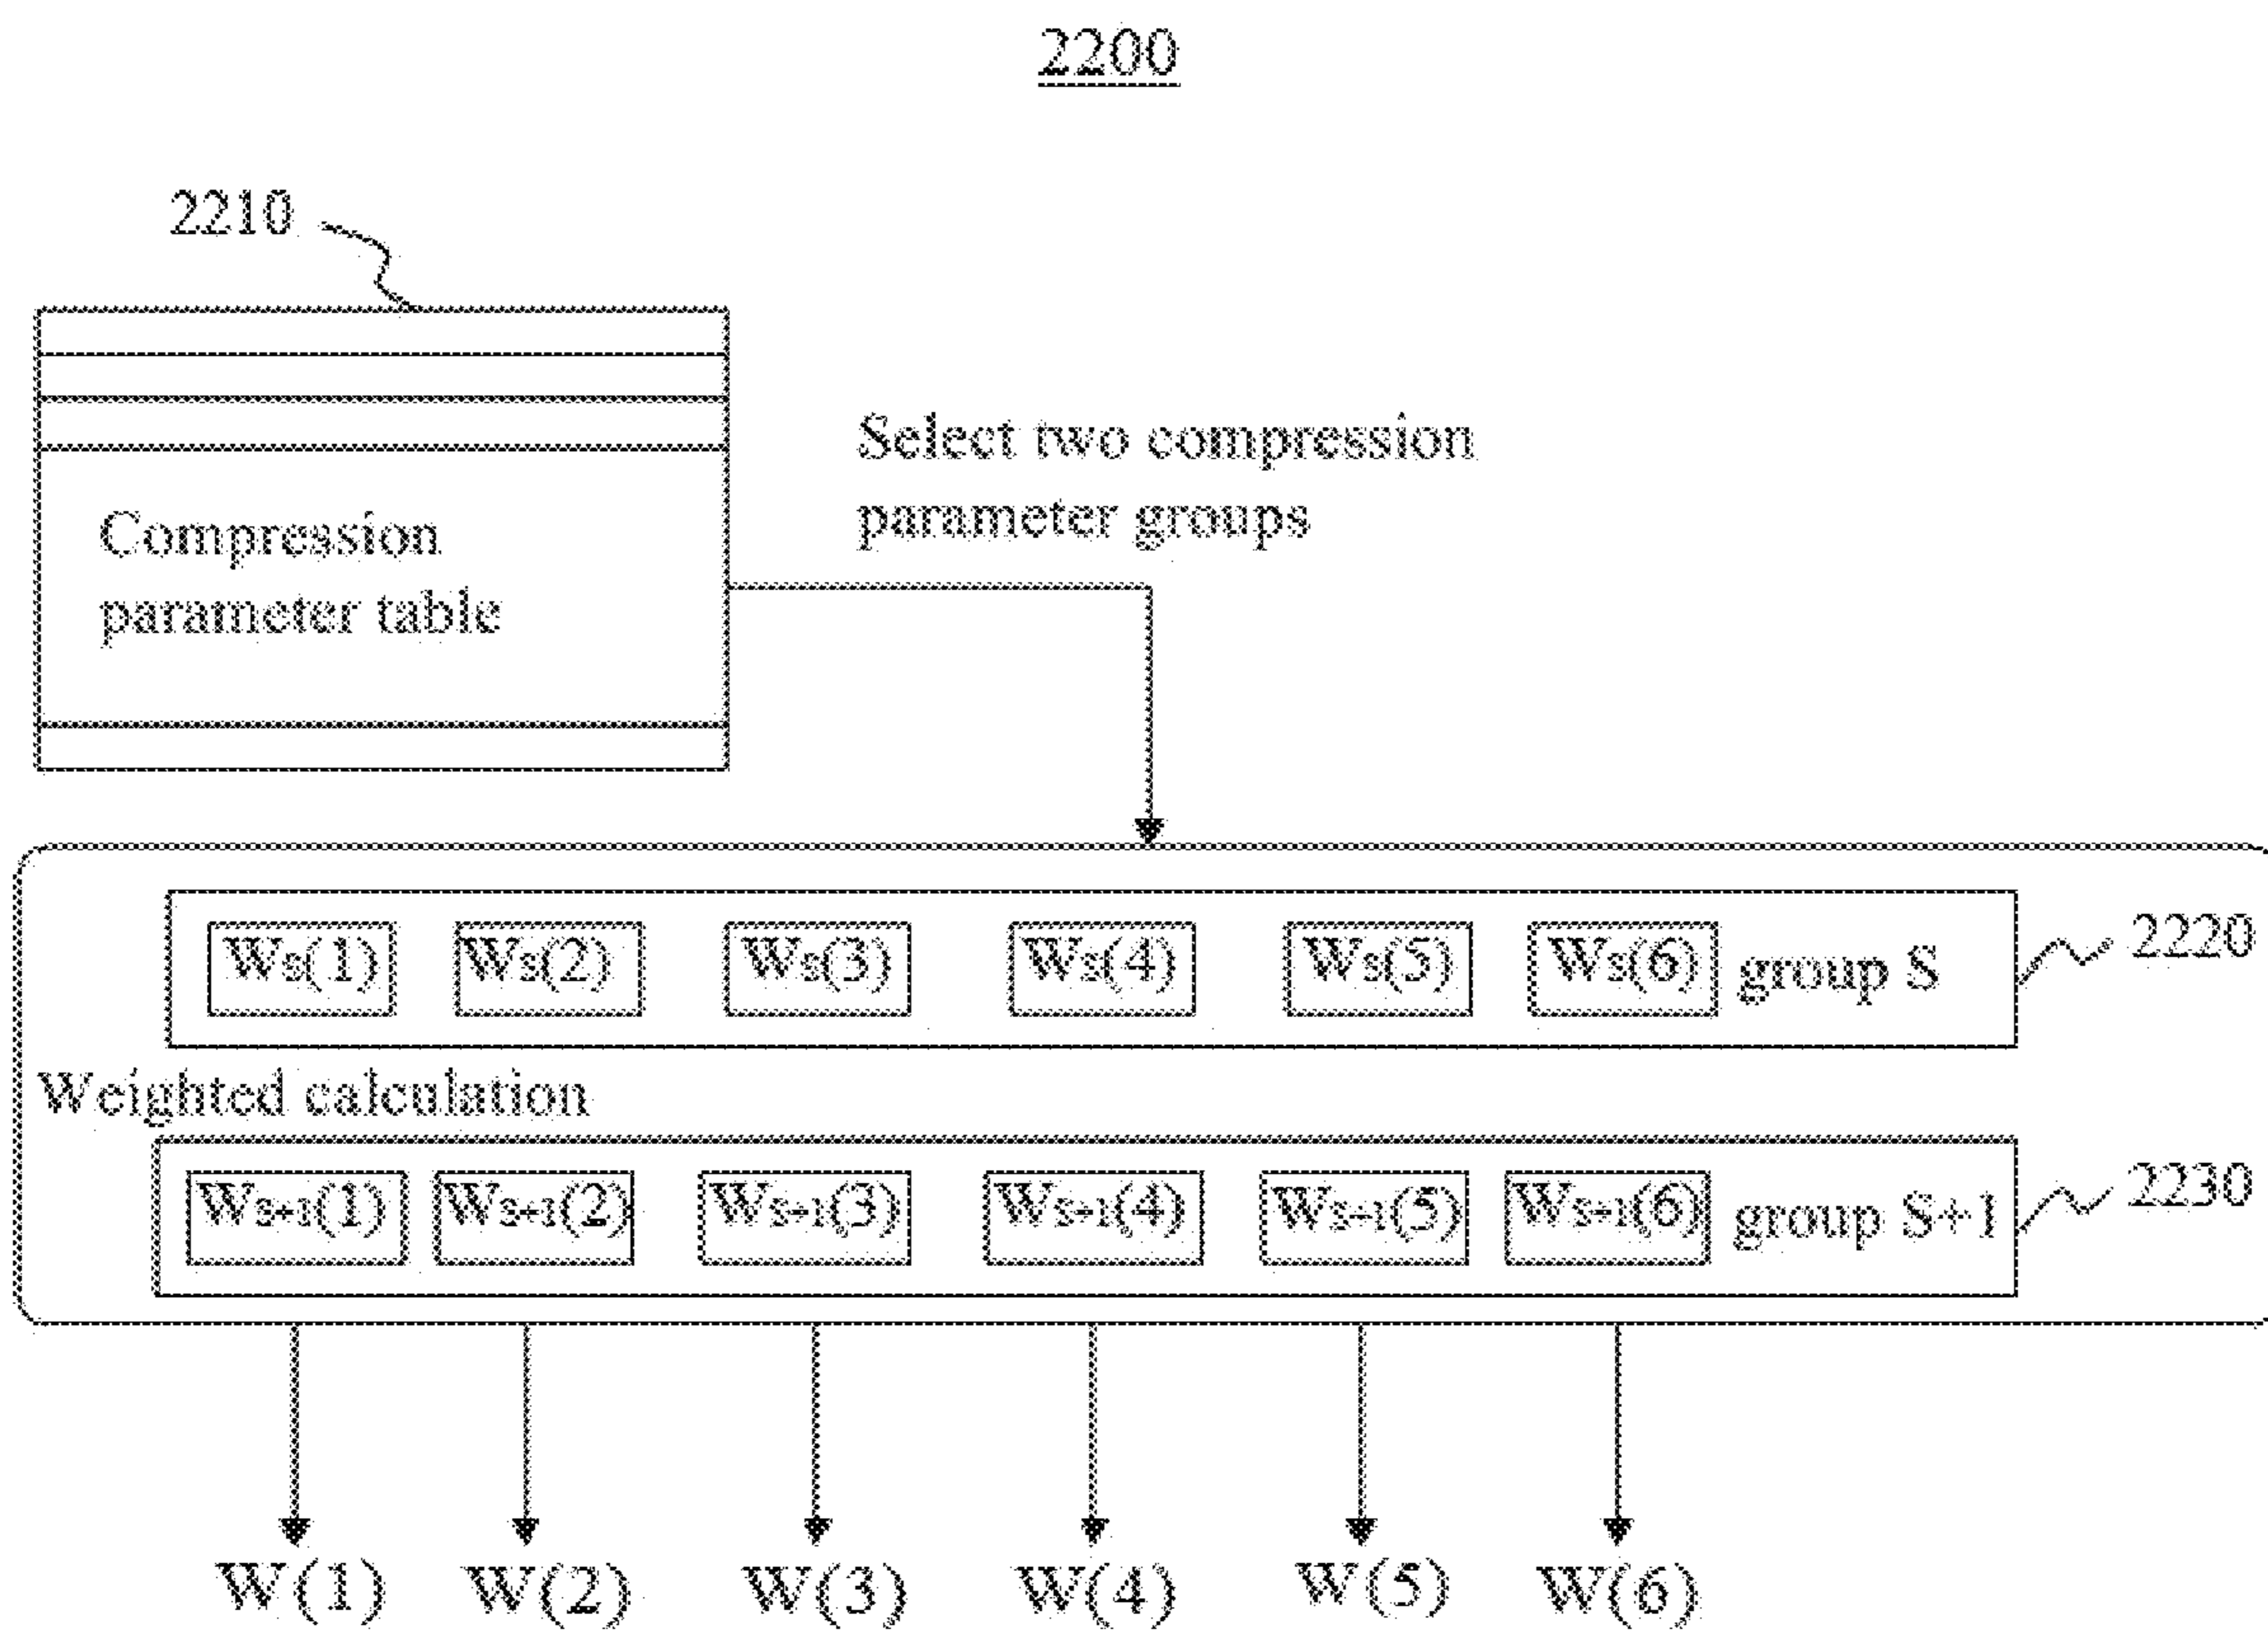 2200
2210
Select two compression
parameter groups
Compression
parameter table
Ws(1) Ws(2) Ws(3) Ws(4) Ws(5) Ws(6) group S
2220
Weighted calculation
Ws+1(1) Ws+1(2) Ws+1(3) Ws+1(4) Ws+1(5) Ws+1(6) group S+1
2230
W(1) W(2) W(3) W(4) W(5) W(6)